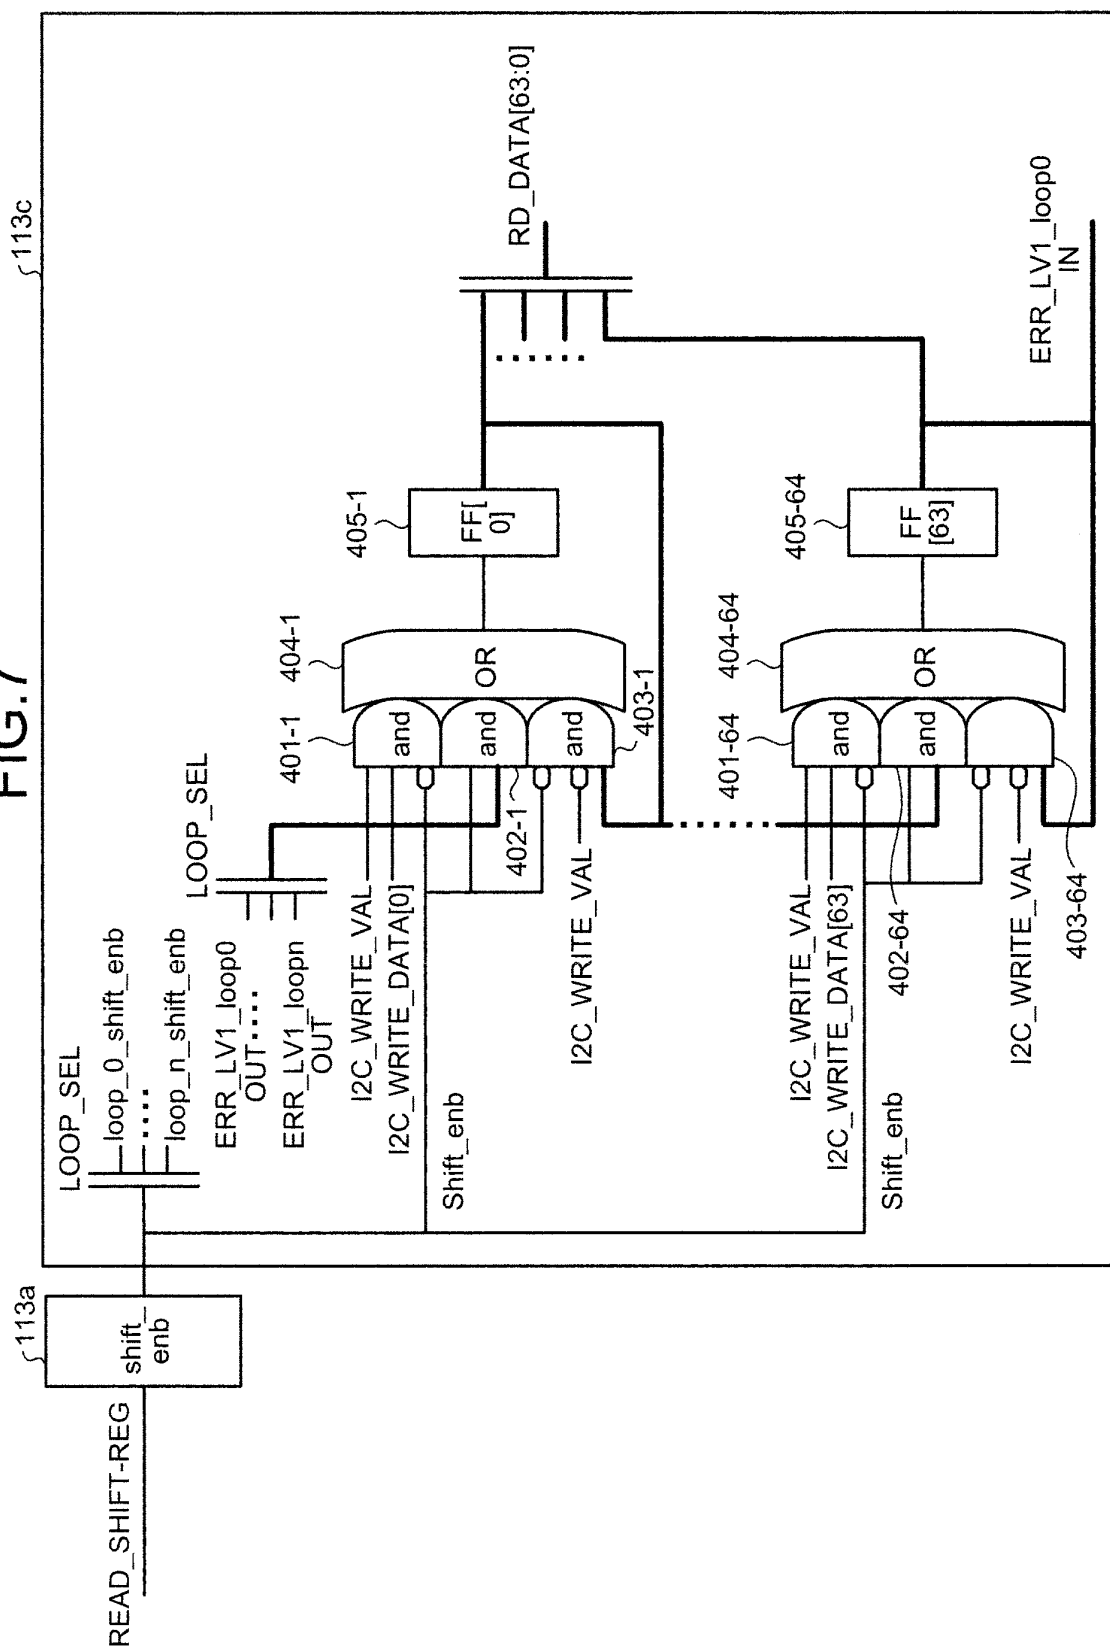 FIG.7
113c
113a
READ_SHIFT-REG
shift_
enb
LOOP_SEL
loop_0_shift_enb
....
loop_n_shift_enb
LOOP_SEL
ERR_LV1_loop0
OUT....
ERR_LV1_loopn
OUT
I2C_WRITE_VAL
I2C_WRITE_DATA[0]
Shift_enb
I2C_WRITE_VAL
401-1
402-1
403-1
and
and
and
404-1
OR
405-1
FF[
0]
RD_DATA[63:0]
I2C_WRITE_VAL
I2C_WRITE_DATA[63]
Shift_enb
I2C_WRITE_VAL
401-64
402-64
403-64
and
and
404-64
OR
405-64
FF
[63]
ERR_LV1_loop0
IN